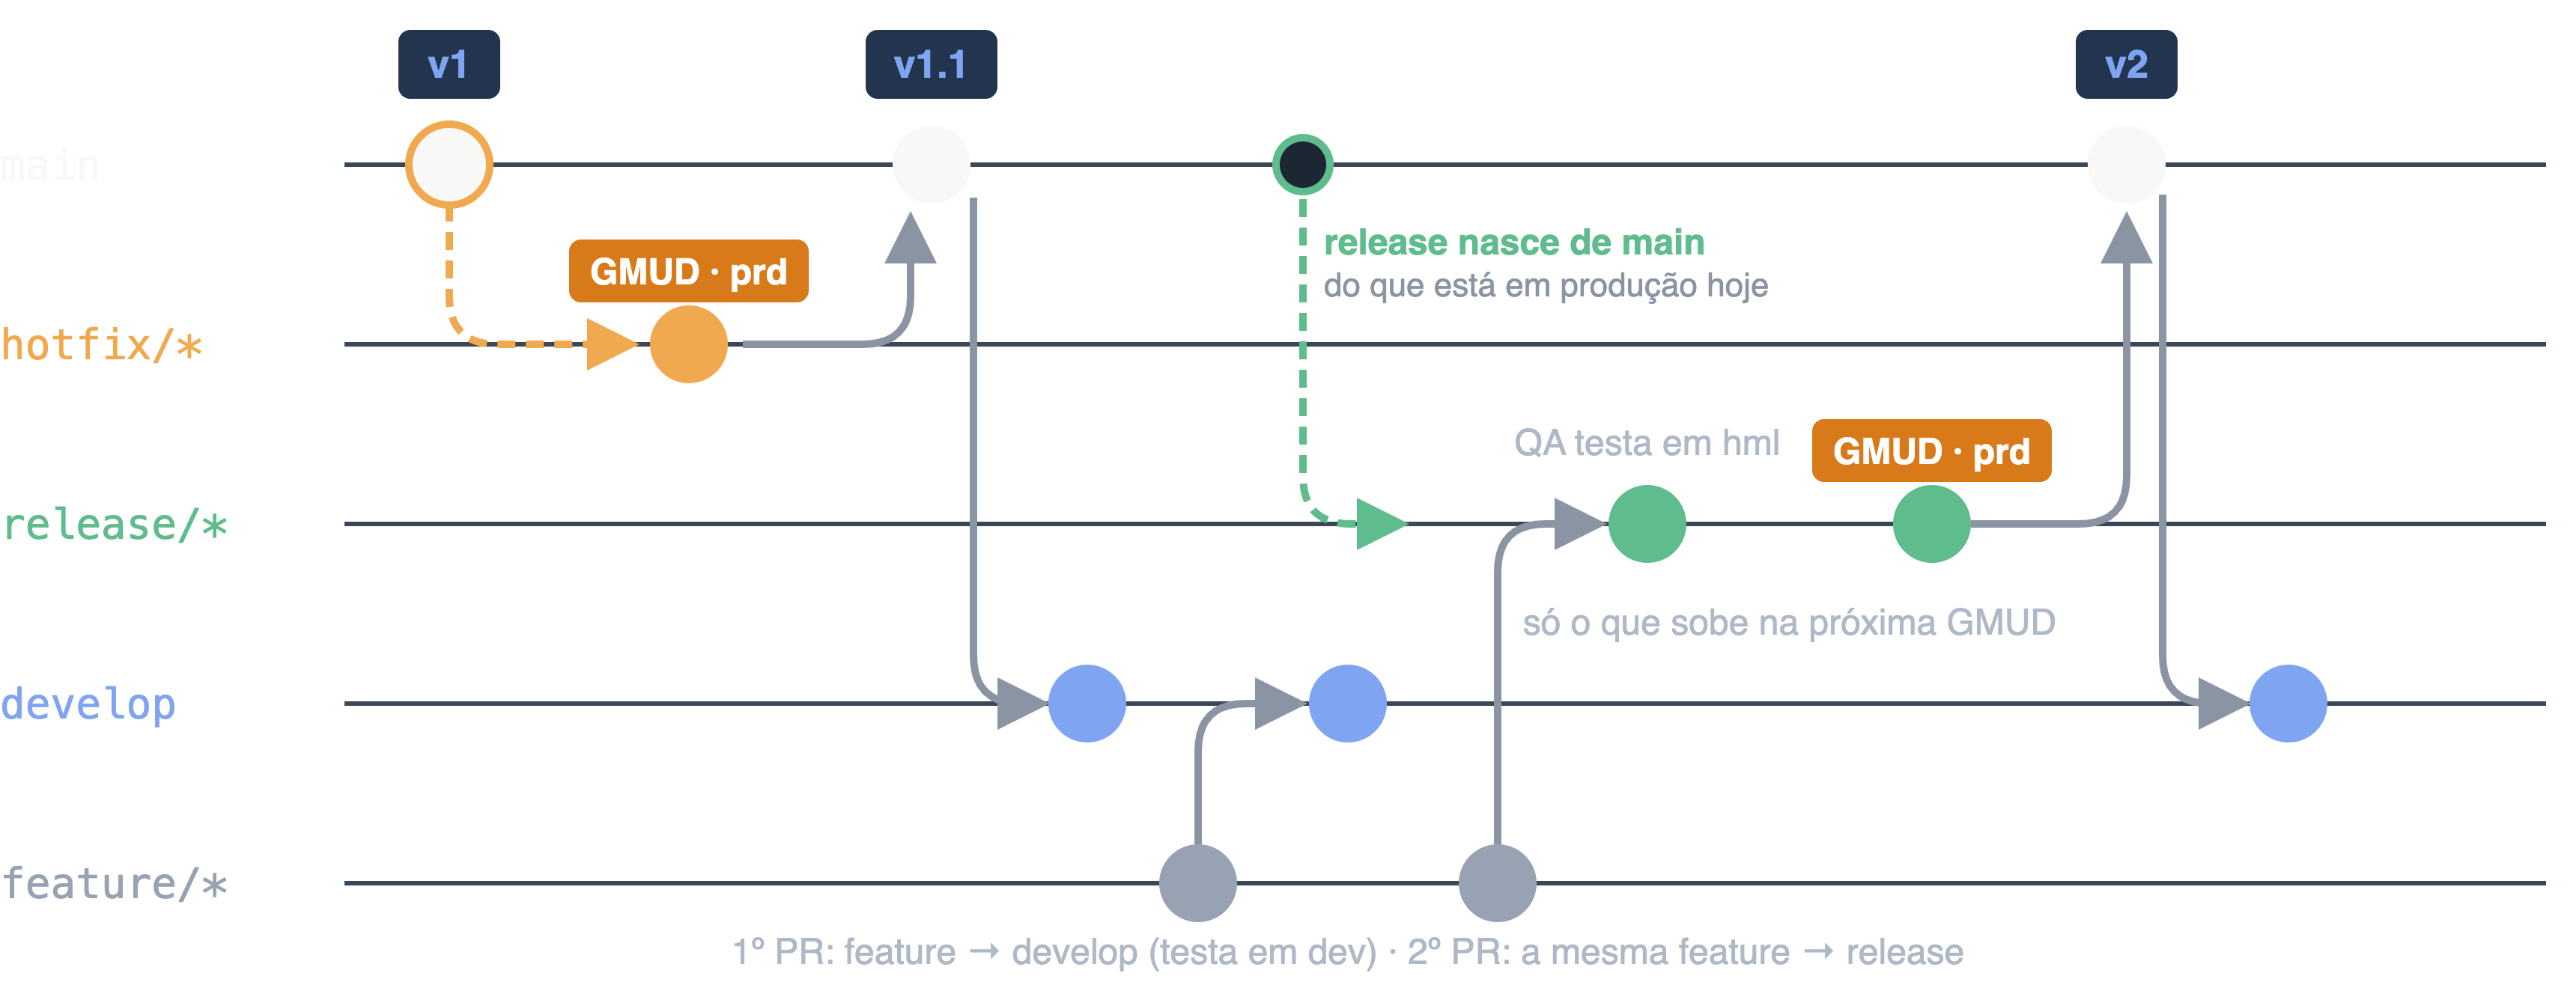 v1
v1.1
v2
main
release nasce de main
do que está em produção hoje
GMUD · prd
hotfix/*
QA testa em hml
GMUD · prd
release/*
só o que sobe na próxima GMUD
develop
feature/*
1º PR: feature → develop (testa em dev) · 2º PR: a mesma feature → release